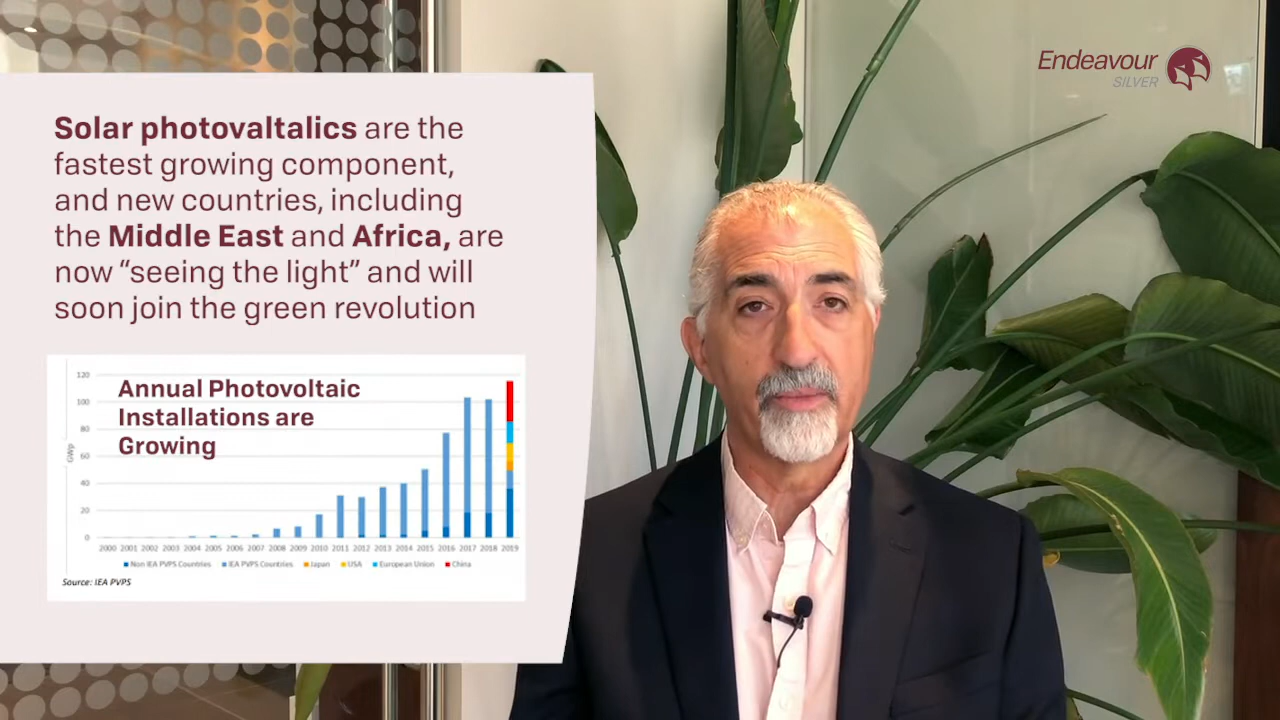 Endeavour
SILVER
Solar photovaltalics are the
fastest growing component,
and new countries, including
the Middle East and Africa, are
now “seeing the light” and will
soon join the green revolution
Annual Photovoltaic
Installations are
Growing
120
100
80
60
40
20
0
GWp
2000 2001 2002 2003 2004 2005 2006 2007 2008 2009 2010 2011 2012 2013 2014 2015 2016 2017 2018 2019
Non IEA PVPS Countries IEA PVPS Countries Japan USA European Union China
Source: IEA PVPS